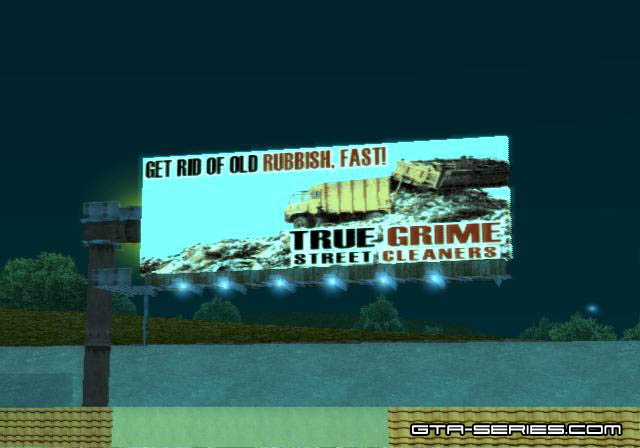 GET RID OF OLD RUBBISH, FAST!
TRUE GRIME
STREET CLEANERS
GTA-SERIES.COM